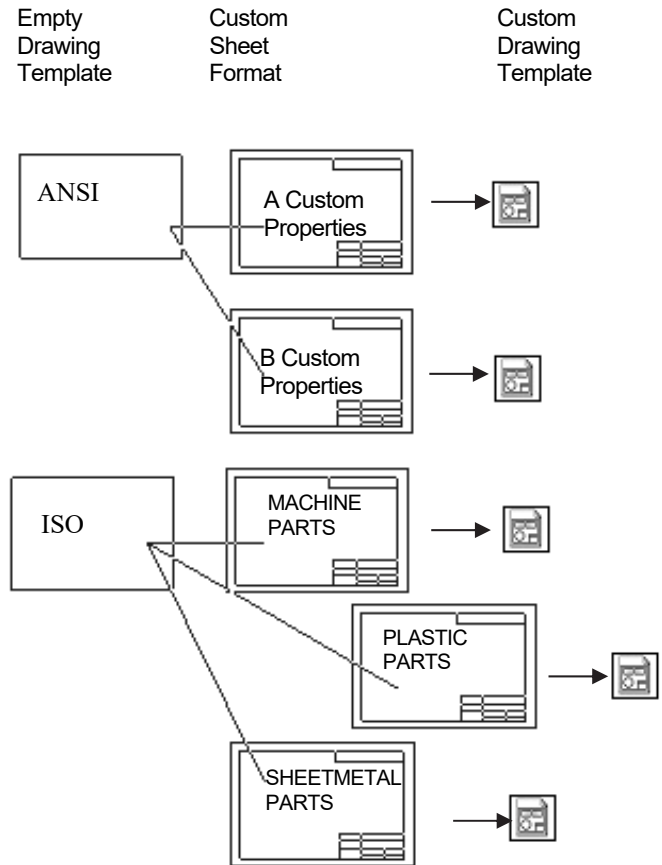 Empty
Drawing
Template
Custom
Sheet
Format
Custom
Drawing
Template
ANSI
A Custom
Properties
B Custom
Properties
ISO
MACHINE
PARTS
PLASTIC
PARTS
SHEETMETAL
PARTS